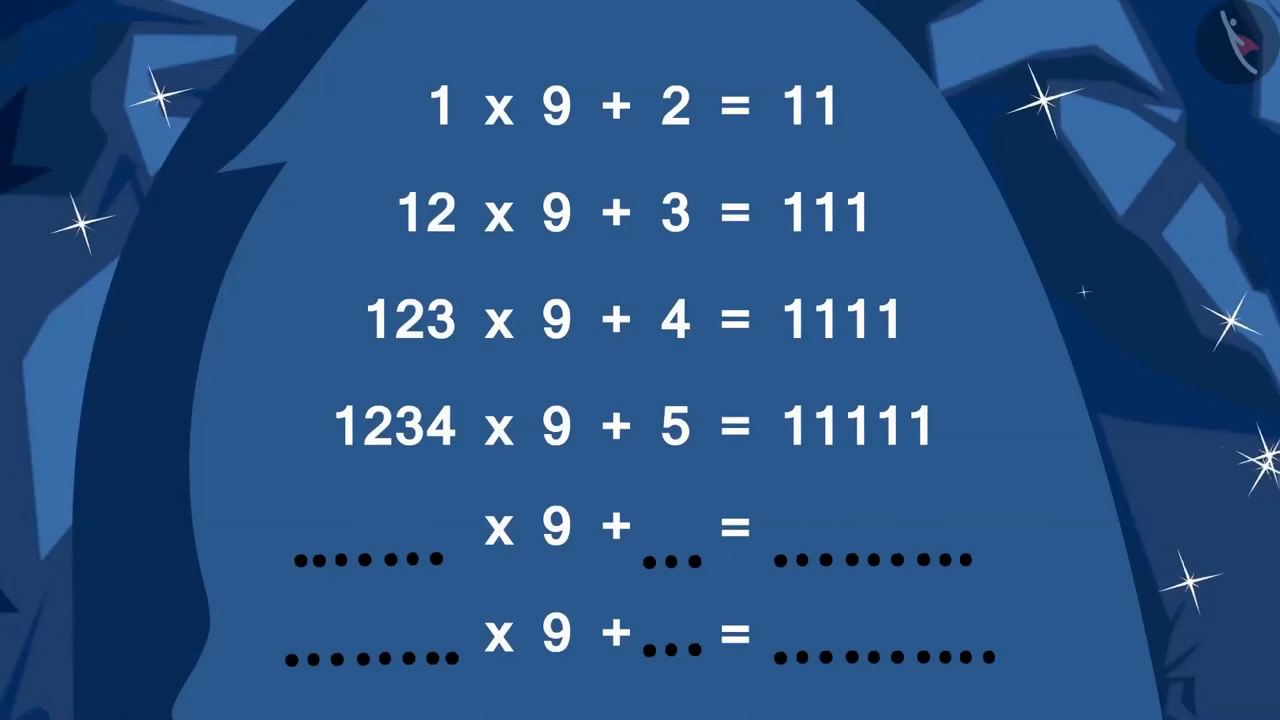 1 x 9 + 2 = 11
12 x 9 + 3 = 111
123 x 9 + 4 = 1111
1234 x 9 + 5 = 11111
....... x 9 + ... = .........
........ x 9 + ... = ..........